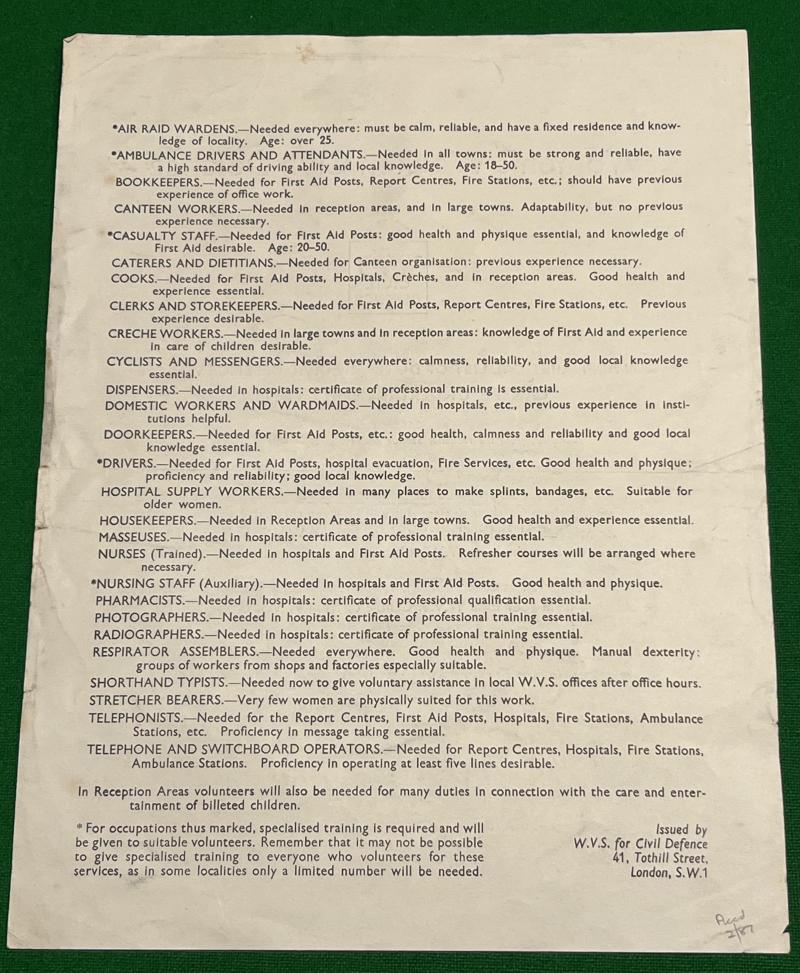 *AIR RAID WARDENS.—Needed everywhere: must be calm, reliable, and have a fixed residence and know-
ledge of locality. Age: over 25.
*AMBULANCE DRIVERS AND ATTENDANTS.—Needed in all towns: must be strong and reliable, have
a high standard of driving ability and local knowledge. Age: 18–50.
BOOKKEEPERS.—Needed for First Aid Posts, Report Centres, Fire Stations, etc.; should have previous
experience of office work.
CANTEEN WORKERS.—Needed in reception areas, and in large towns. Adaptability, but no previous
experience necessary.
*CASUALTY STAFF.—Needed for First Aid Posts: good health and physique essential, and knowledge of
First Aid desirable. Age: 20–50.
CATERERS AND DIETITIANS.—Needed for Canteen organisation: previous experience necessary.
COOKS.—Needed for First Aid Posts, Hospitals, Crèches, and in reception areas. Good health and
experience essential.
CLERKS AND STOREKEEPERS.—Needed for First Aid Posts, Report Centres, Fire Stations, etc. Previous
experience desirable.
CRECHE WORKERS.—Needed in large towns and in reception areas: knowledge of First Aid and experience
in care of children desirable.
CYCLISTS AND MESSENGERS.—Needed everywhere: calmness, reliability, and good local knowledge
essential.
DISPENSERS.—Needed in hospitals: certificate of professional training is essential.
DOMESTIC WORKERS AND WARDMAIDS.—Needed in hospitals, etc., previous experience in insti-
tutions helpful.
DOORKEEPERS.—Needed for First Aid Posts, etc.: good health, calmness and reliability and good local
knowledge essential.
*DRIVERS.—Needed for First Aid Posts, hospital evacuation, Fire Services, etc. Good health and physique;
proficiency and reliability; good local knowledge.
HOSPITAL SUPPLY WORKERS.—Needed in many places to make splints, bandages, etc. Suitable for
older women.
HOUSEKEEPERS.—Needed in Reception Areas and in large towns. Good health and experience essential.
MASSEUSES.—Needed in hospitals: certificate of professional training essential.
NURSES (Trained).—Needed in hospitals and First Aid Posts. Refresher courses will be arranged where
necessary.
*NURSING STAFF (Auxiliary).—Needed in hospitals and First Aid Posts. Good health and physique.
PHARMACISTS.—Needed in hospitals: certificate of professional qualification essential.
PHOTOGRAPHERS.—Needed in hospitals: certificate of professional training essential.
RADIOGRAPHERS.—Needed in hospitals: certificate of professional training essential.
RESPIRATOR ASSEMBLERS.—Needed everywhere. Good health and physique. Manual dexterity:
groups of workers from shops and factories especially suitable.
SHORTHAND TYPISTS.—Needed now to give voluntary assistance in local W.V.S. offices after office hours.
STRETCHER BEARERS.—Very few women are physically suited for this work.
TELEPHONISTS.—Needed for the Report Centres, First Aid Posts, Hospitals, Fire Stations, Ambulance
Stations, etc. Proficiency in message taking essential.
TELEPHONE AND SWITCHBOARD OPERATORS.—Needed for Report Centres, Hospitals, Fire Stations,
Ambulance Stations. Proficiency in operating at least five lines desirable.
In Reception Areas volunteers will also be needed for many duties in connection with the care and enter-
tainment of billeted children.
* For occupations thus marked, specialised training is required and will
be given to suitable volunteers. Remember that it may not be possible
to give specialised training to everyone who volunteers for these
services, as in some localities only a limited number will be needed.
Issued by
W.V.S. for Civil Defence
41, Tothill Street,
London, S.W.1
2/87